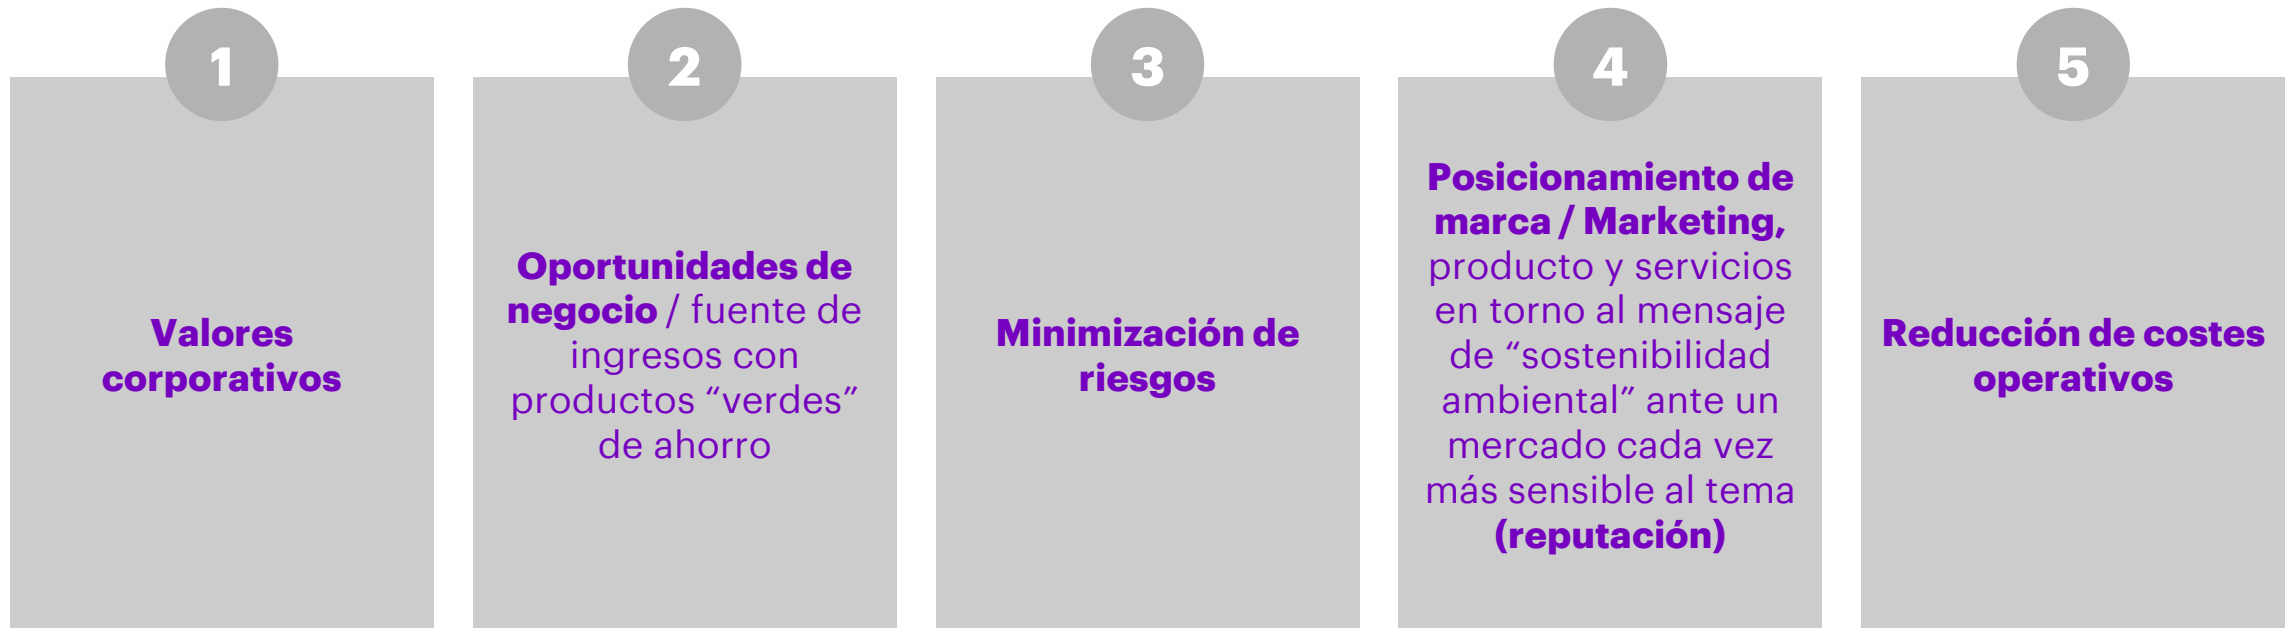 1
Valores
corporativos
2
Oportunidades de
negocio / fuente de
ingresos con
productos “verdes”
de ahorro
3
Minimización de
riesgos
4
Posicionamiento de
marca / Marketing,
producto y servicios
en torno al mensaje
de “sostenibilidad
ambiental” ante un
mercado cada vez
más sensible al tema
(reputación)
5
Reducción de costes
operativos